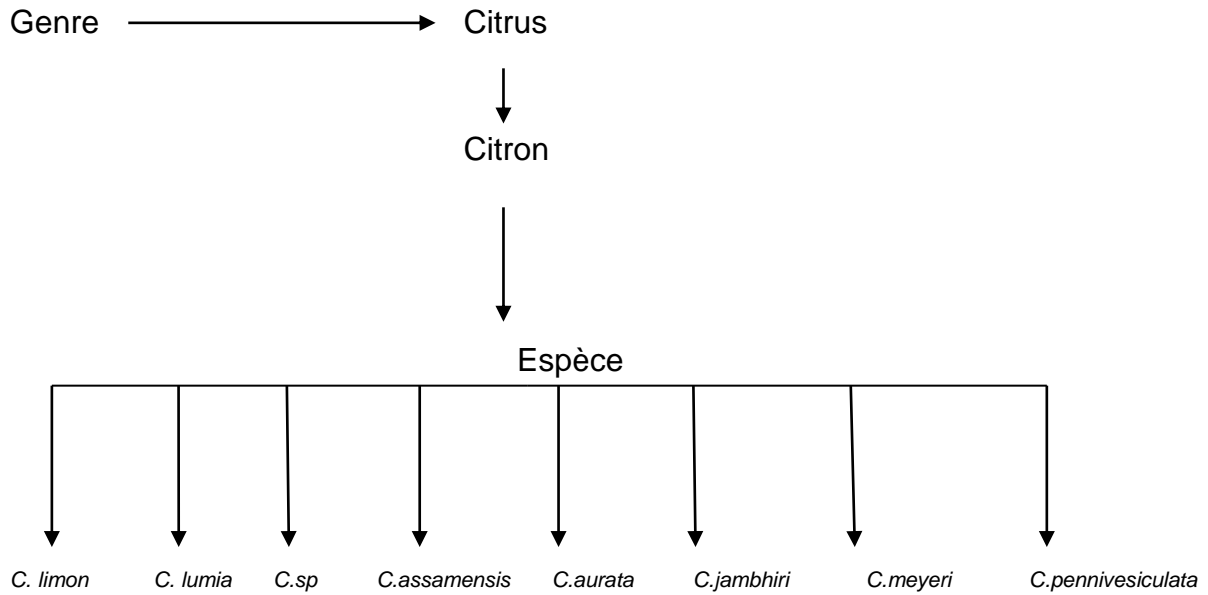 Genre Citrus
Citron
Espèce
C. limon C. lumia C.sp C.assamensis C.aurata C.jambhiri C.meyeri C.pennivesiculata